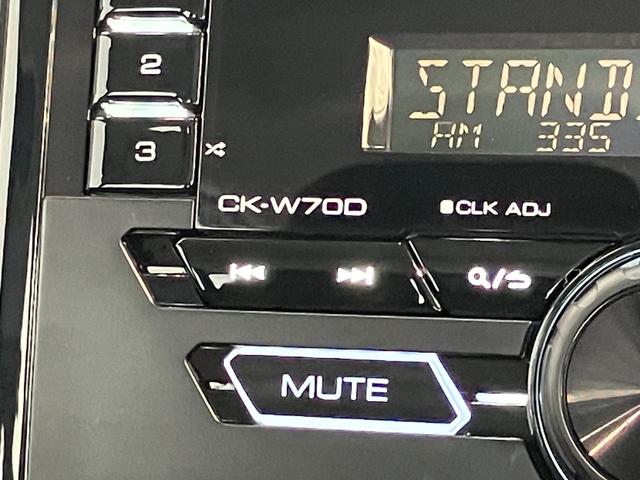 2
3
STAND
AM 335
CK-W70D
CLK ADJ
MUTE